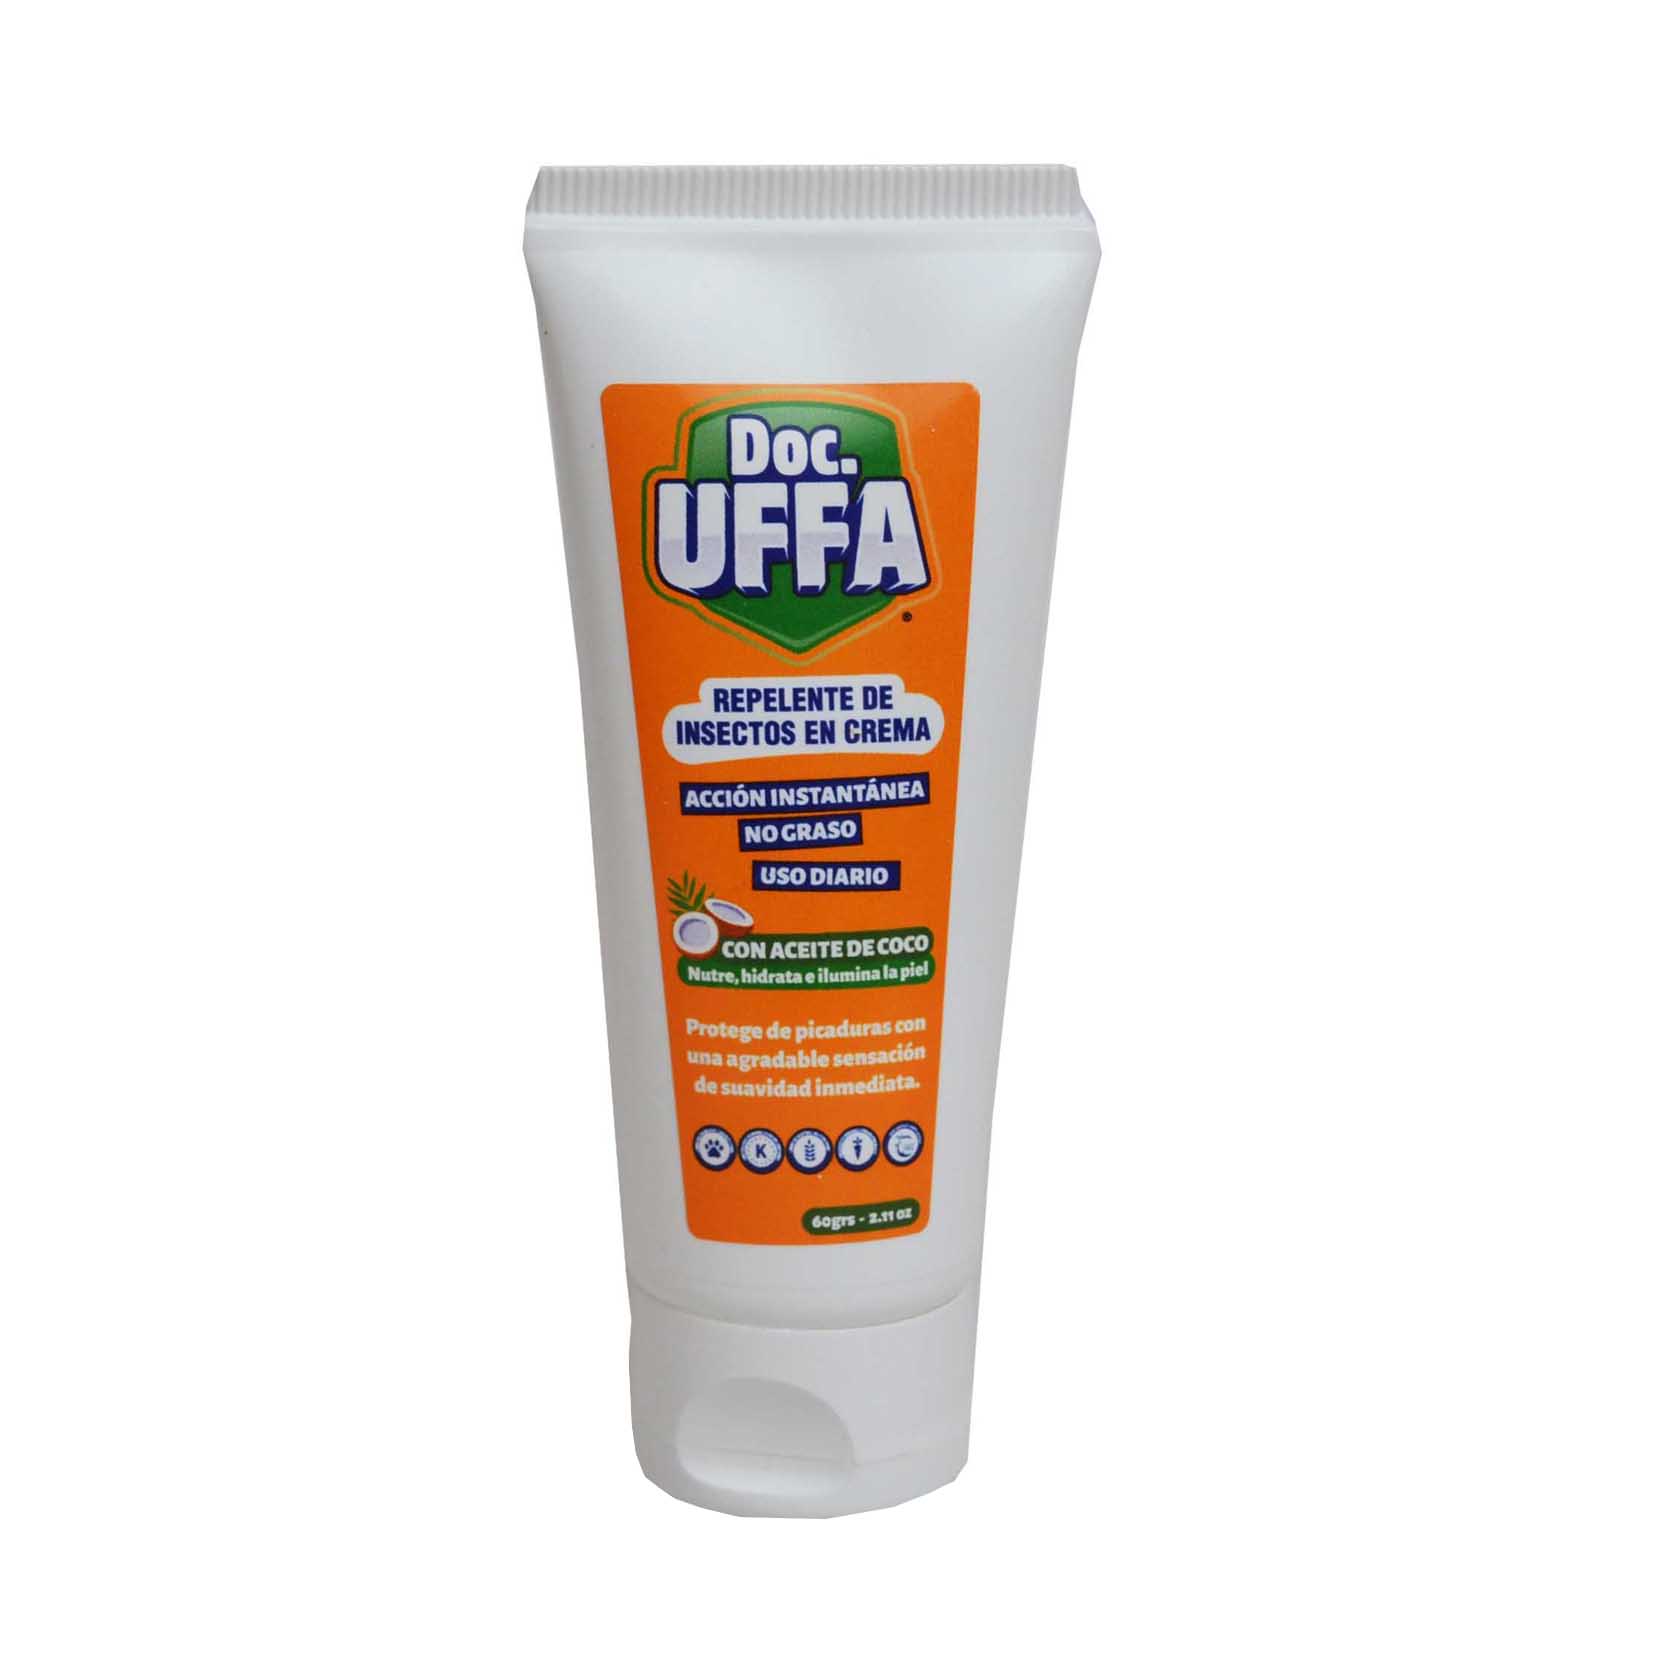 Doc.
UFFA
®
REPELENTE DE
INSECTOS EN CREMA
ACCIÓN INSTANTÁNEA
NO GRASO
USO DIARIO
CON ACEITE DE COCO
Nutre, hidrata e ilumina la piel
Protege de picaduras con
una agradable sensación
de suavidad inmediata.
K
60grs - 2.11 oz